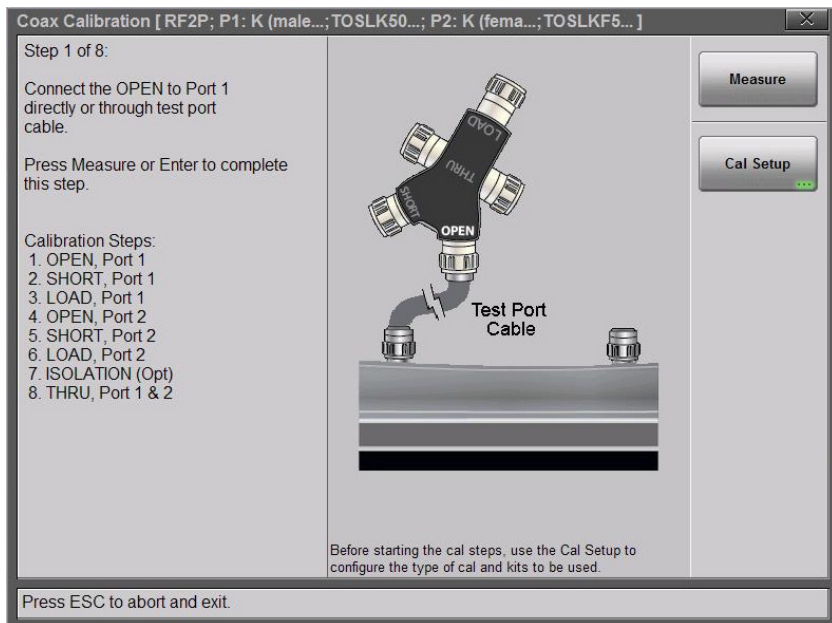 Coax Calibration [ RF2P; P1: K (male...;TOSLK50...; P2: K (fema...;TOSLKF5... ]
Step 1 of 8:
Connect the OPEN to Port 1
directly or through test port
cable.
Press Measure or Enter to complete
this step.
Calibration Steps:
1. OPEN, Port 1
2. SHORT, Port 1
3. LOAD, Port 1
4. OPEN, Port 2
5. SHORT, Port 2
6. LOAD, Port 2
7. ISOLATION (Opt)
8. THRU, Port 1 & 2
LOAD
THRU
SHORT
OPEN
Test Port
Cable
Before starting the cal steps, use the Cal Setup to
configure the type of cal and kits to be used.
Measure
Cal Setup
Press ESC to abort and exit.